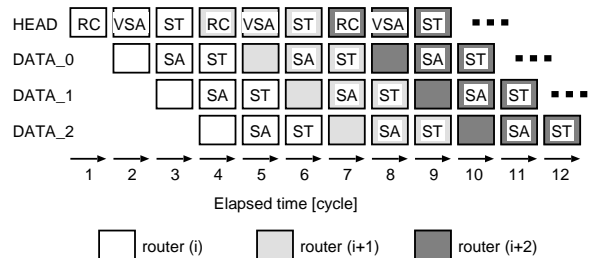 HEAD RC VSA ST RC VSA ST RC VSA ST
DATA_0 SA ST SA ST SA ST
DATA_1 SA ST SA ST SA ST
DATA_2 SA ST SA ST SA ST
1 2 3 4 5 6 7 8 9 10 11 12
Elapsed time [cycle]
router (i) router (i+1) router (i+2)